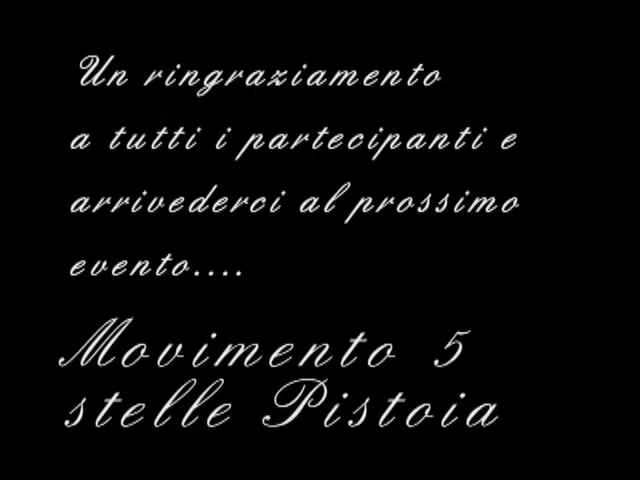 Un ringraziamento
a tutti i partecipanti e
arrivederci al prossimo
evento....
Movimento 5
stelle Pistoia